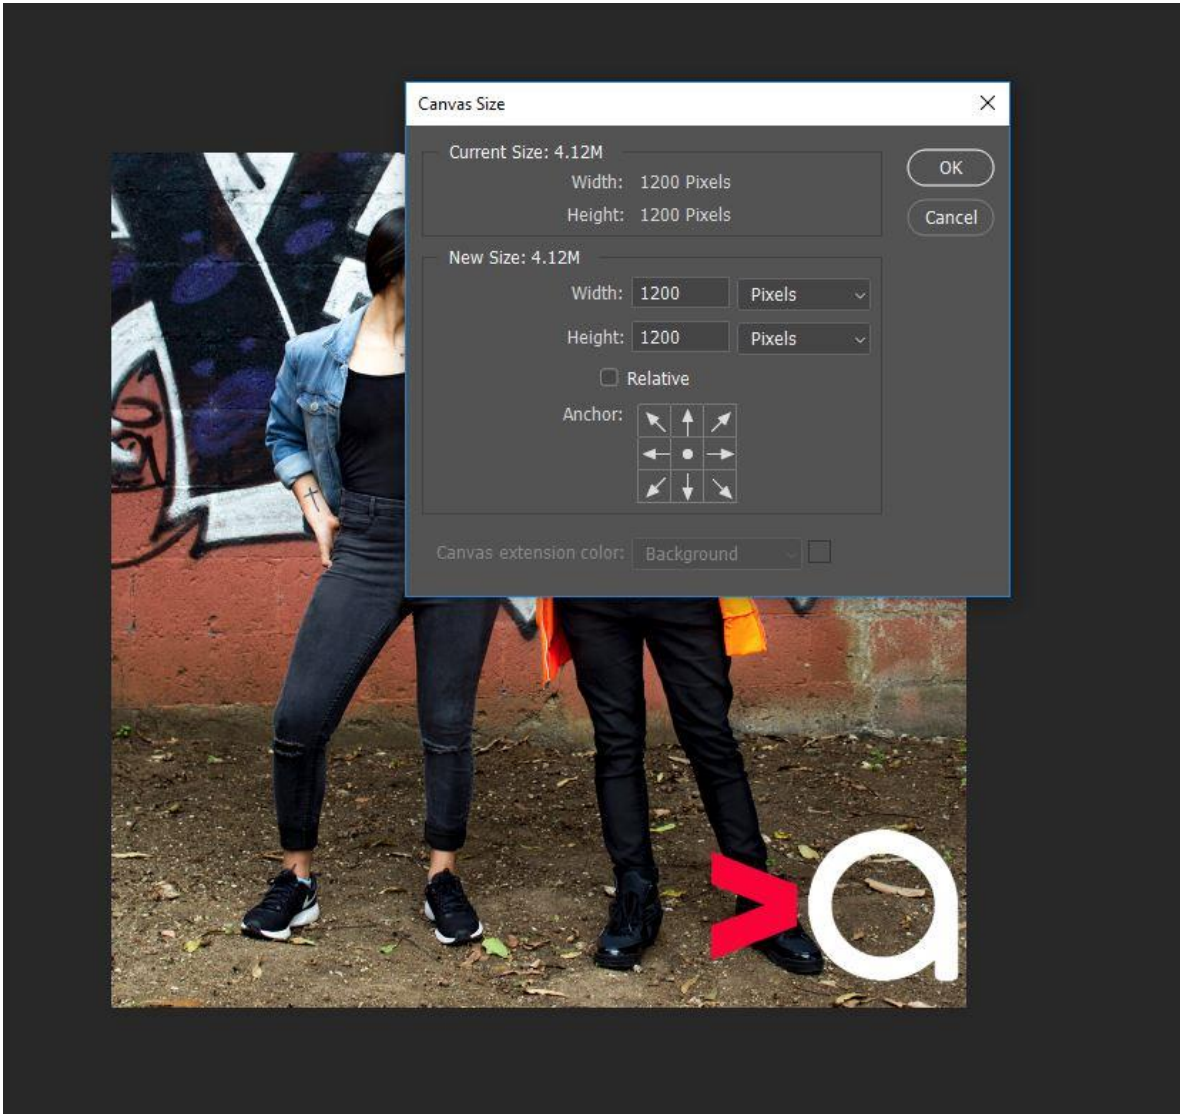 Canvas Size
Current Size: 4.12M
Width: 1200 Pixels
Height: 1200 Pixels
OK
Cancel
New Size: 4.12M
Width: 1200 Pixels
Height: 1200 Pixels
Relative
Anchor:
Canvas extension color: Background
>a